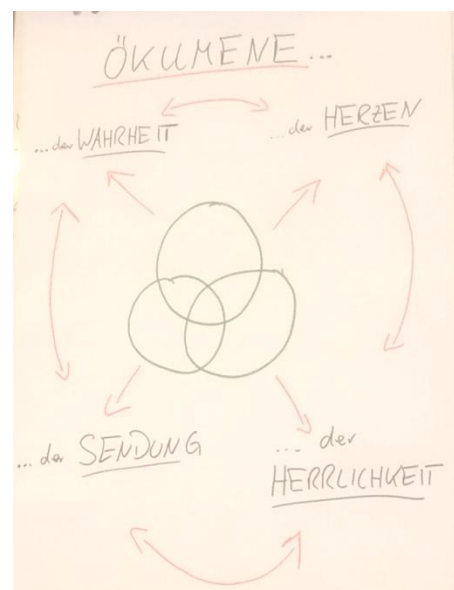 ÖKUMENE...
...der WAHRHEIT
...der HERZEN
...der SENDUNG
... der
HERRLICHKEIT